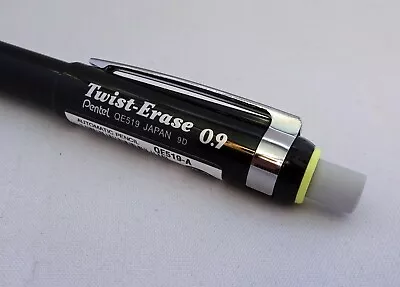 Twist-Erase 0.9
Pentel QE519 JAPAN 9D
AUTOMATIC PENCIL
QE519-A